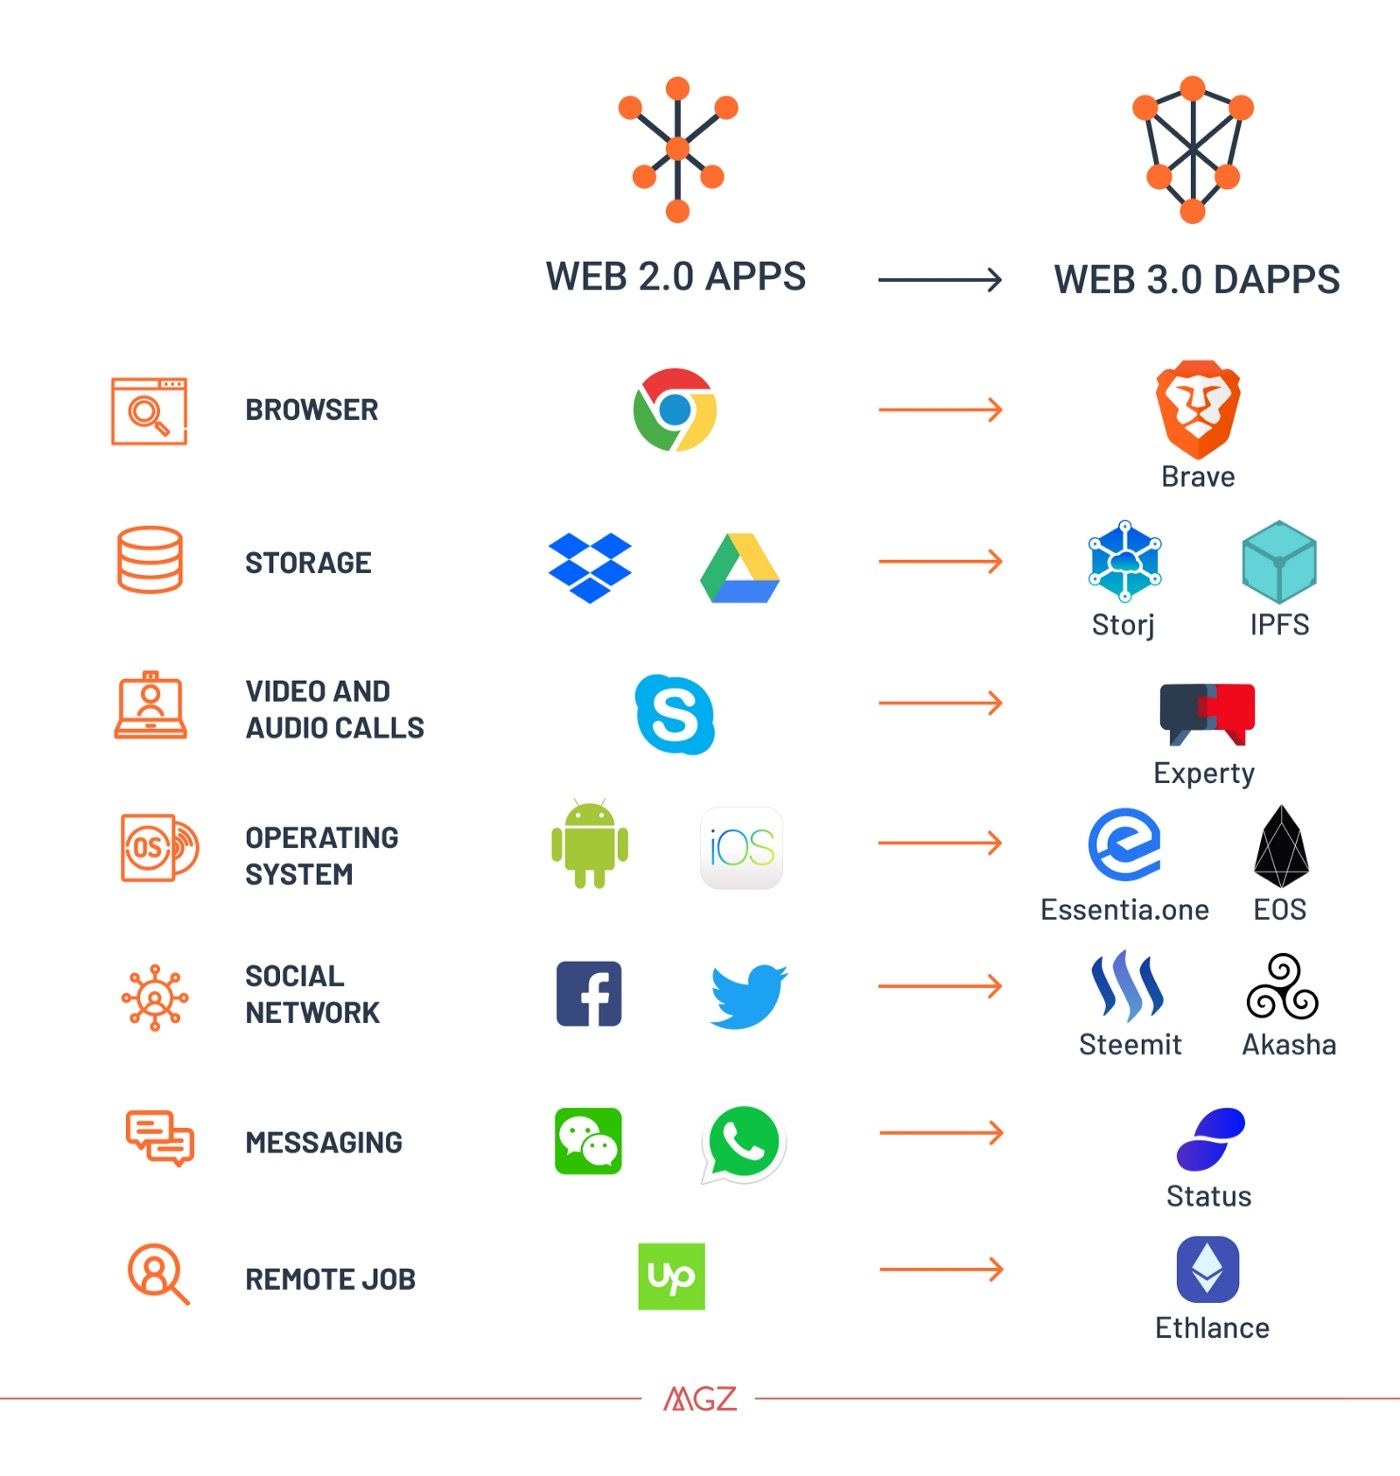 WEB 2.0 APPS
WEB 3.0 DAPPS
BROWSER
Brave
STORAGE
Storj
IPFS
VIDEO AND
AUDIO CALLS
S
Experty
OS
OPERATING
SYSTEM
iOS
Essentia.one
EOS
SOCIAL
NETWORK
f
Steemit
Akasha
MESSAGING
Status
REMOTE JOB
Up
Ethlance
MGZ